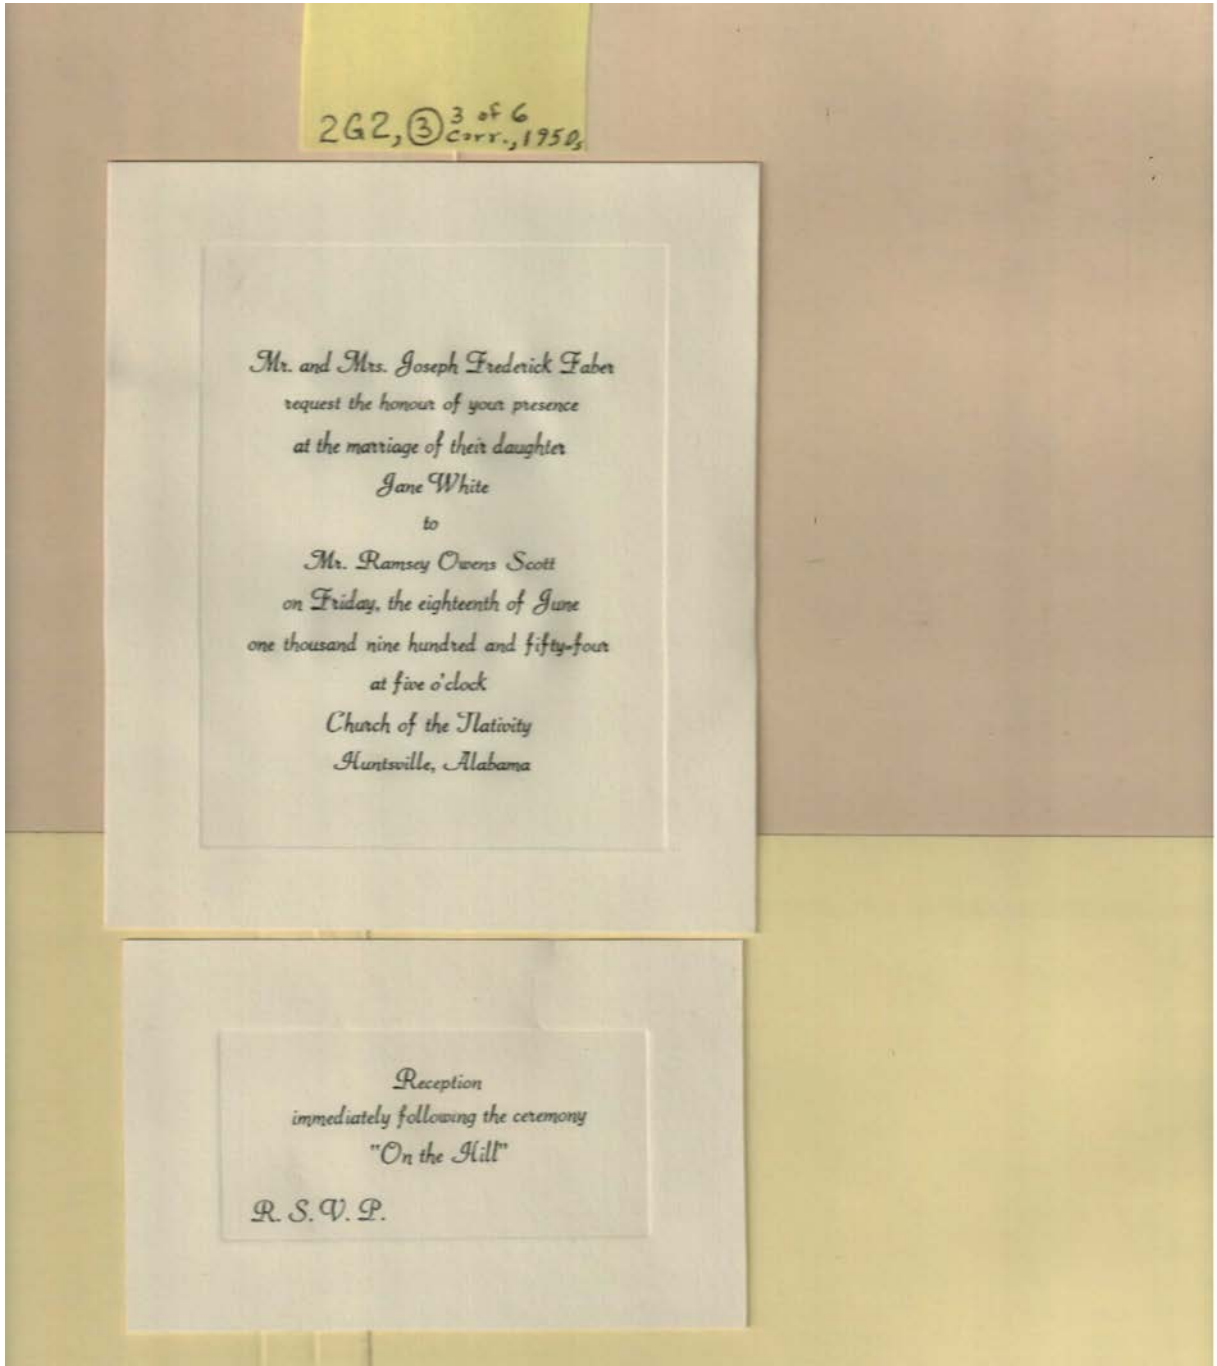 2G2, ③ 3 of 6
Corr., 1950s
Mr. and Mrs. Joseph Frederick Faber
request the honour of your presence
at the marriage of their daughter
Jane White
to
Mr. Ramsey Owens Scott
on Friday, the eighteenth of June
one thousand nine hundred and fifty-four
at five o'clock
Church of the Nativity
Huntsville, Alabama
Reception
immediately following the ceremony
"On the Hill"
R. S. V. P.